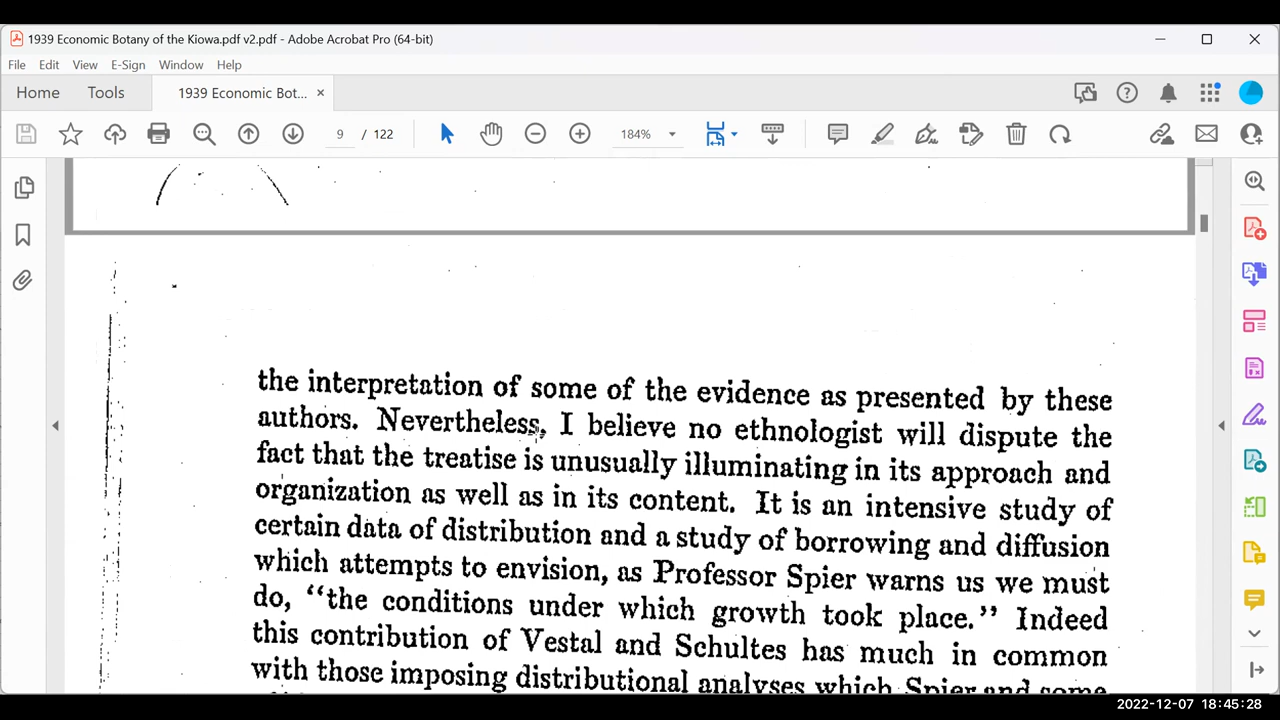 1939 Economic Botany of the Kiowa.pdf v2.pdf - Adobe Acrobat Pro (64-bit)
File Edit View E-Sign Window Help
Home Tools 1939 Economic Bot... ×
9 / 122 184%
the interpretation of some of the evidence as presented by these
authors. Nevertheless, I believe no ethnologist will dispute the
fact that the treatise is unusually illuminating in its approach and
organization as well as in its content. It is an intensive study of
certain data of distribution and a study of borrowing and diffusion
which attempts to envision, as Professor Spier warns us we must
do, “the conditions under which growth took place.” Indeed
this contribution of Vestal and Schultes has much in common
with those imposing distributional analyses which Spier and some
2022-12-07 18:45:28